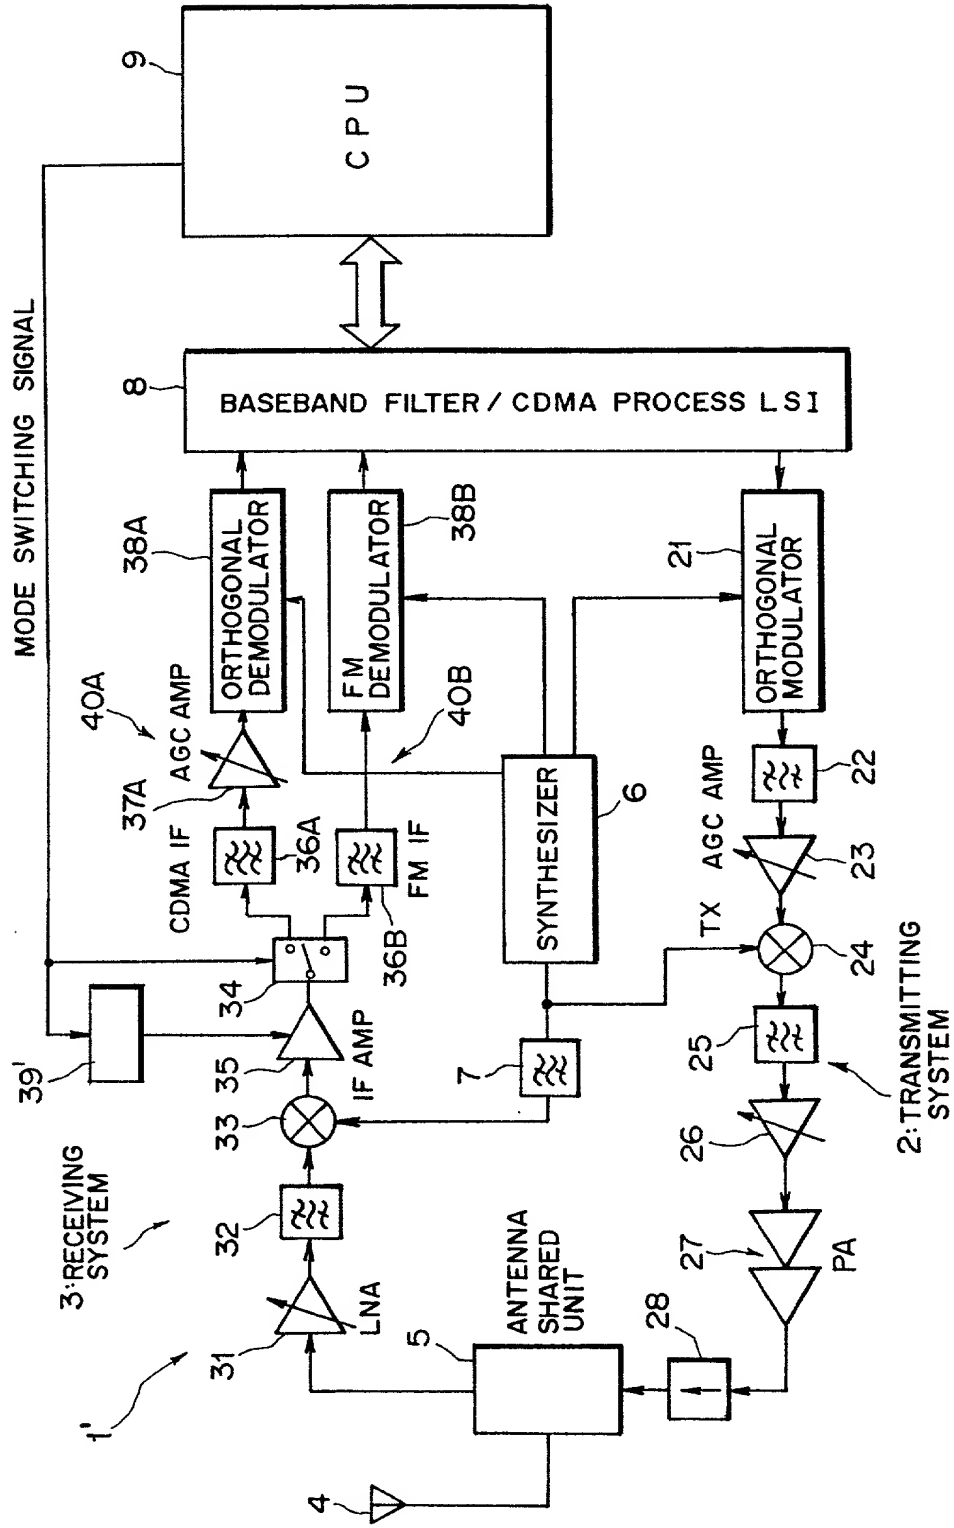 MODE SWITCHING SIGNAL
9
CPU
8
BASEBAND FILTER / CDMA PROCESS LSI
38A
ORTHOGONAL
DEMODULATOR
38B
FM
DEMODULATOR
21
ORTHOGONAL
MODULATOR
40A
40B
37A
AGC AMP
CDMA IF
36A
36B
FM IF
34
SYNTHESIZER
6
22
TX AGC AMP
23
24
39'
35
IF AMP
33
7
25
2:TRANSMITTING
SYSTEM
26
3:RECEIVING
SYSTEM
32
LNA
31
27
PA
28
ANTENNA
SHARED
UNIT
5
1'
4